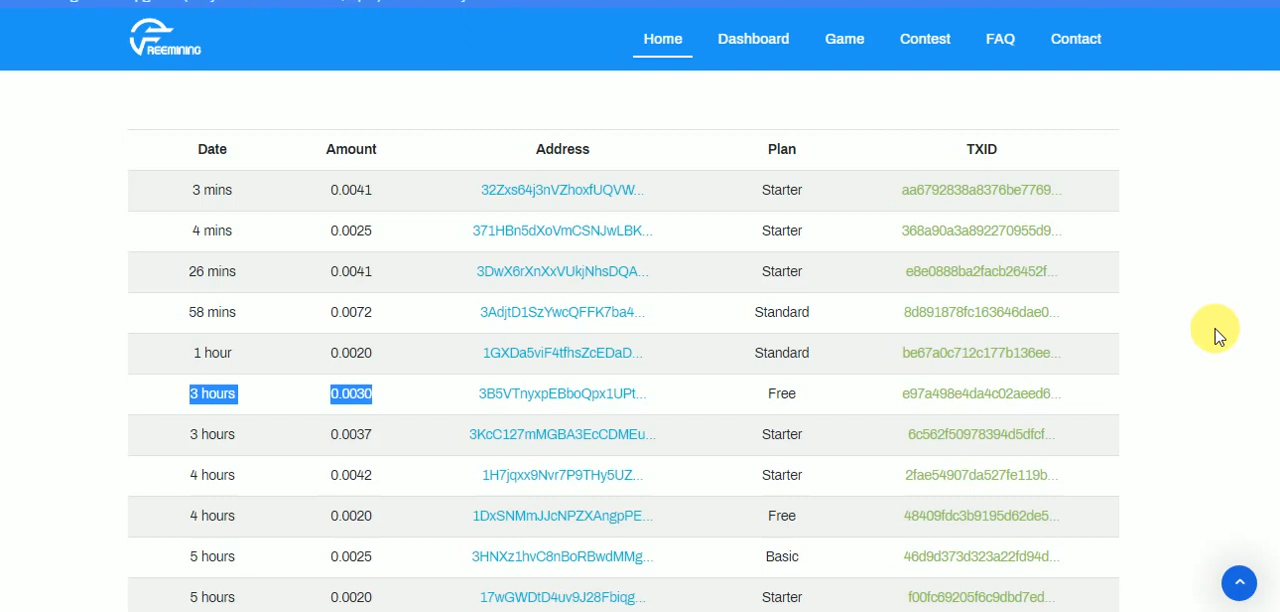 FREEMINING
Home Dashboard Game Contest FAQ Contact
Date Amount Address Plan TXID
3 mins 0.0041 32Zxs64j3nVZhoxfUQVW... Starter aa6792838a8376be7769...
4 mins 0.0025 371HBn5dXoVmCSNJwLBK... Starter 368a90a3a892270955d9...
26 mins 0.0041 3DwX6rXnXxVUkjNhsDQA... Starter e8e0888ba2facb26452f...
58 mins 0.0072 3AdjtD1SzYwcQFFK7ba4... Standard 8d891878fc163646dae0...
1 hour 0.0020 1GXDa5viF4tfhsZcEDaD... Standard be67a0c712c177b136ee...
3 hours 0.0030 3B5VTnyxpEBboQpx1UPt... Free e97a498e4da4c02aeed6...
3 hours 0.0037 3KcC127mMGBA3EcCDMEu... Starter 6c562f50978394d5dfcf...
4 hours 0.0042 1H7jqxx9Nvr7P9THy5UZ... Starter 2fae54907da527fe119b...
4 hours 0.0020 1DxSNMmJJcNPZXAngpPE... Free 48409fdc3b9195d62de5...
5 hours 0.0025 3HNXz1hvC8nBoRBwdMMg... Basic 46d9d373d323a22fd94d...
5 hours 0.0020 17wGWDtD4uv9J28Fbiqg... Starter f00fc69205f6c9dbd7ed...